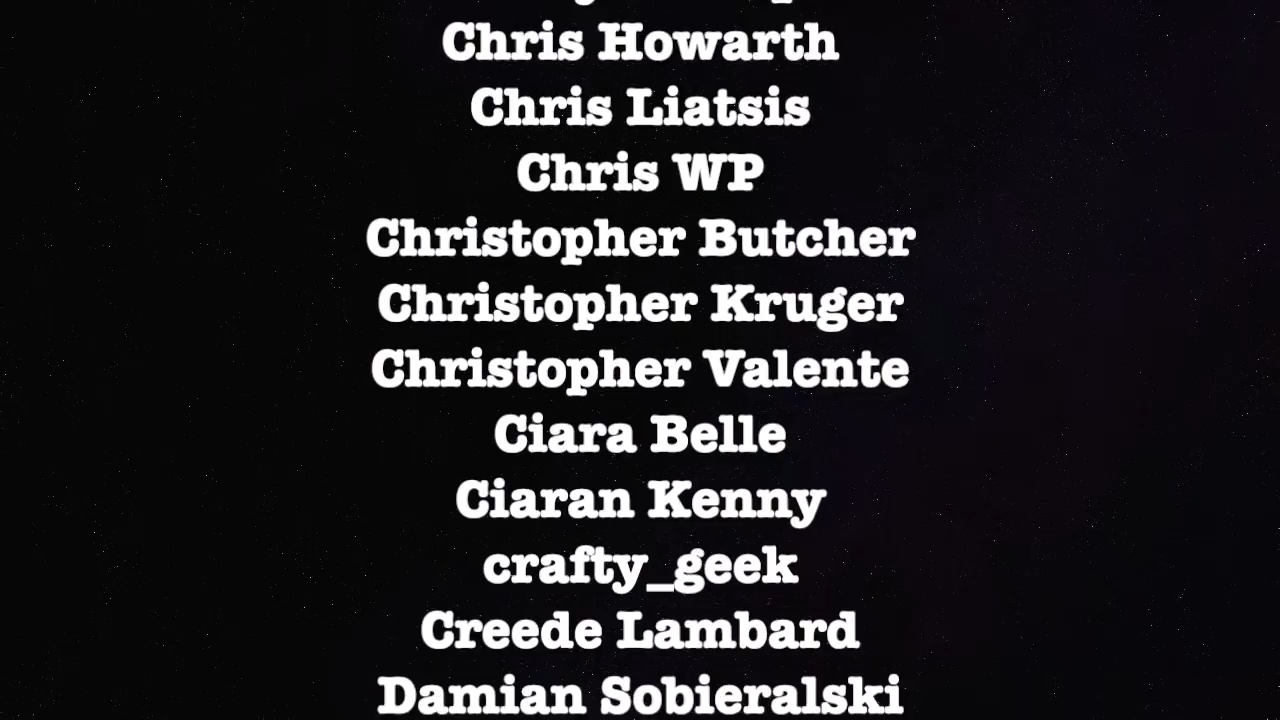 Chris Howarth
Chris Liatsis
Chris WP
Christopher Butcher
Christopher Kruger
Christopher Valente
Ciara Belle
Ciaran Kenny
crafty_geek
Creede Lambard
Damian Sobieralski